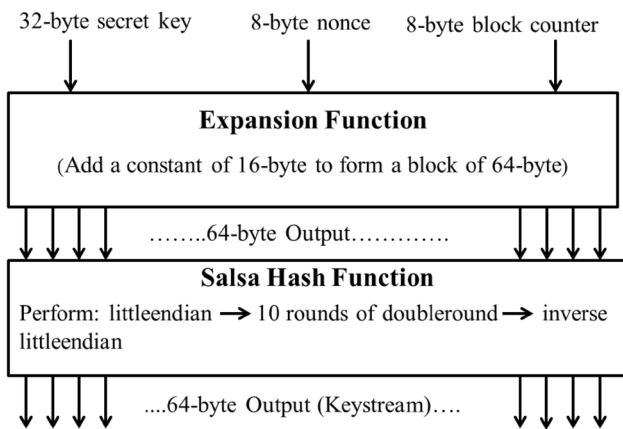 32-byte secret key 8-byte nonce 8-byte block counter
Expansion Function
(Add a constant of 16-byte to form a block of 64-byte)
........64-byte Output.............
Salsa Hash Function
Perform: littleendian → 10 rounds of doubleround → inverse
littleendian
....64-byte Output (Keystream)....